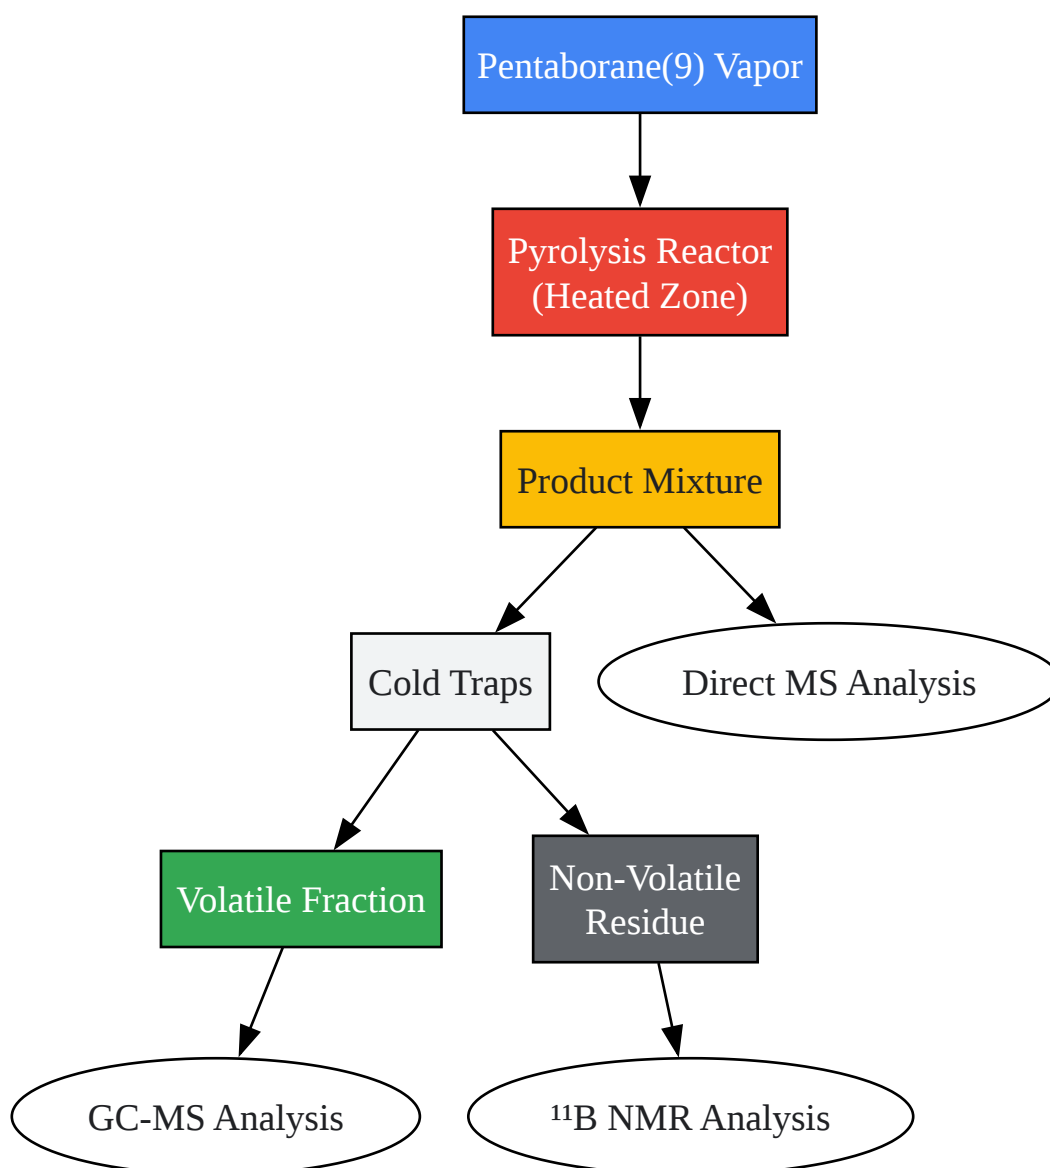 Pentaborane(9) Vapor
Pyrolysis Reactor
(Heated Zone)
Product Mixture
Cold Traps
Direct MS Analysis
Volatile Fraction
Non-Volatile
Residue
GC-MS Analysis
¹¹B NMR Analysis